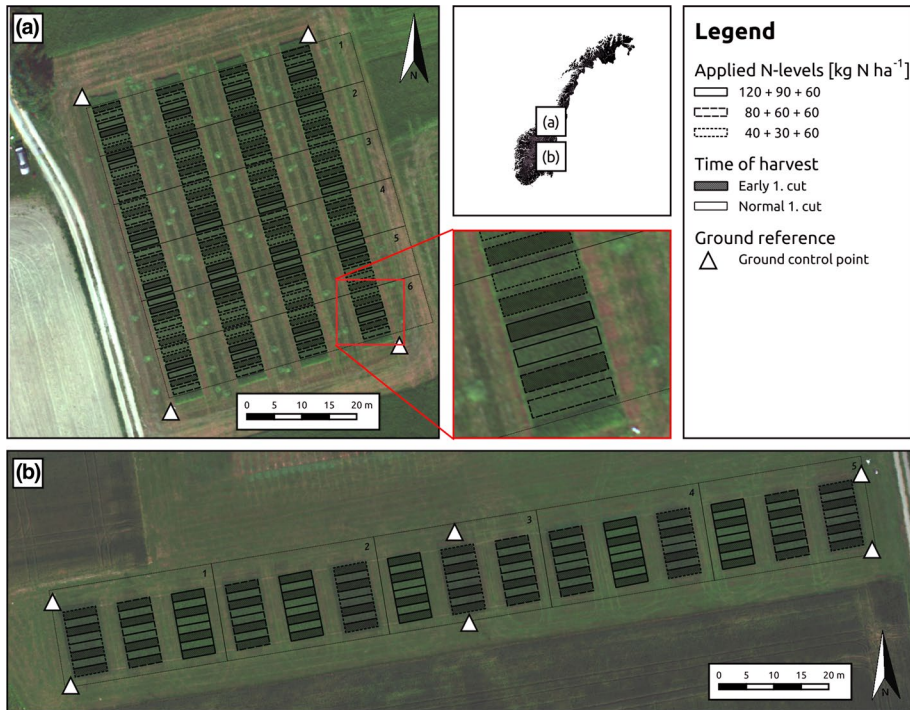 (a)
1
2
3
4
5
6
N
0 5 10 15 20 m
(a)
(b)
Legend
Applied N-levels [kg N ha⁻¹]
120 + 90 + 60
80 + 60 + 60
40 + 30 + 60
Time of harvest
Early 1. cut
Normal 1. cut
Ground reference
Ground control point
(b)
1
2
3
4
5
N
0 5 10 15 20 m